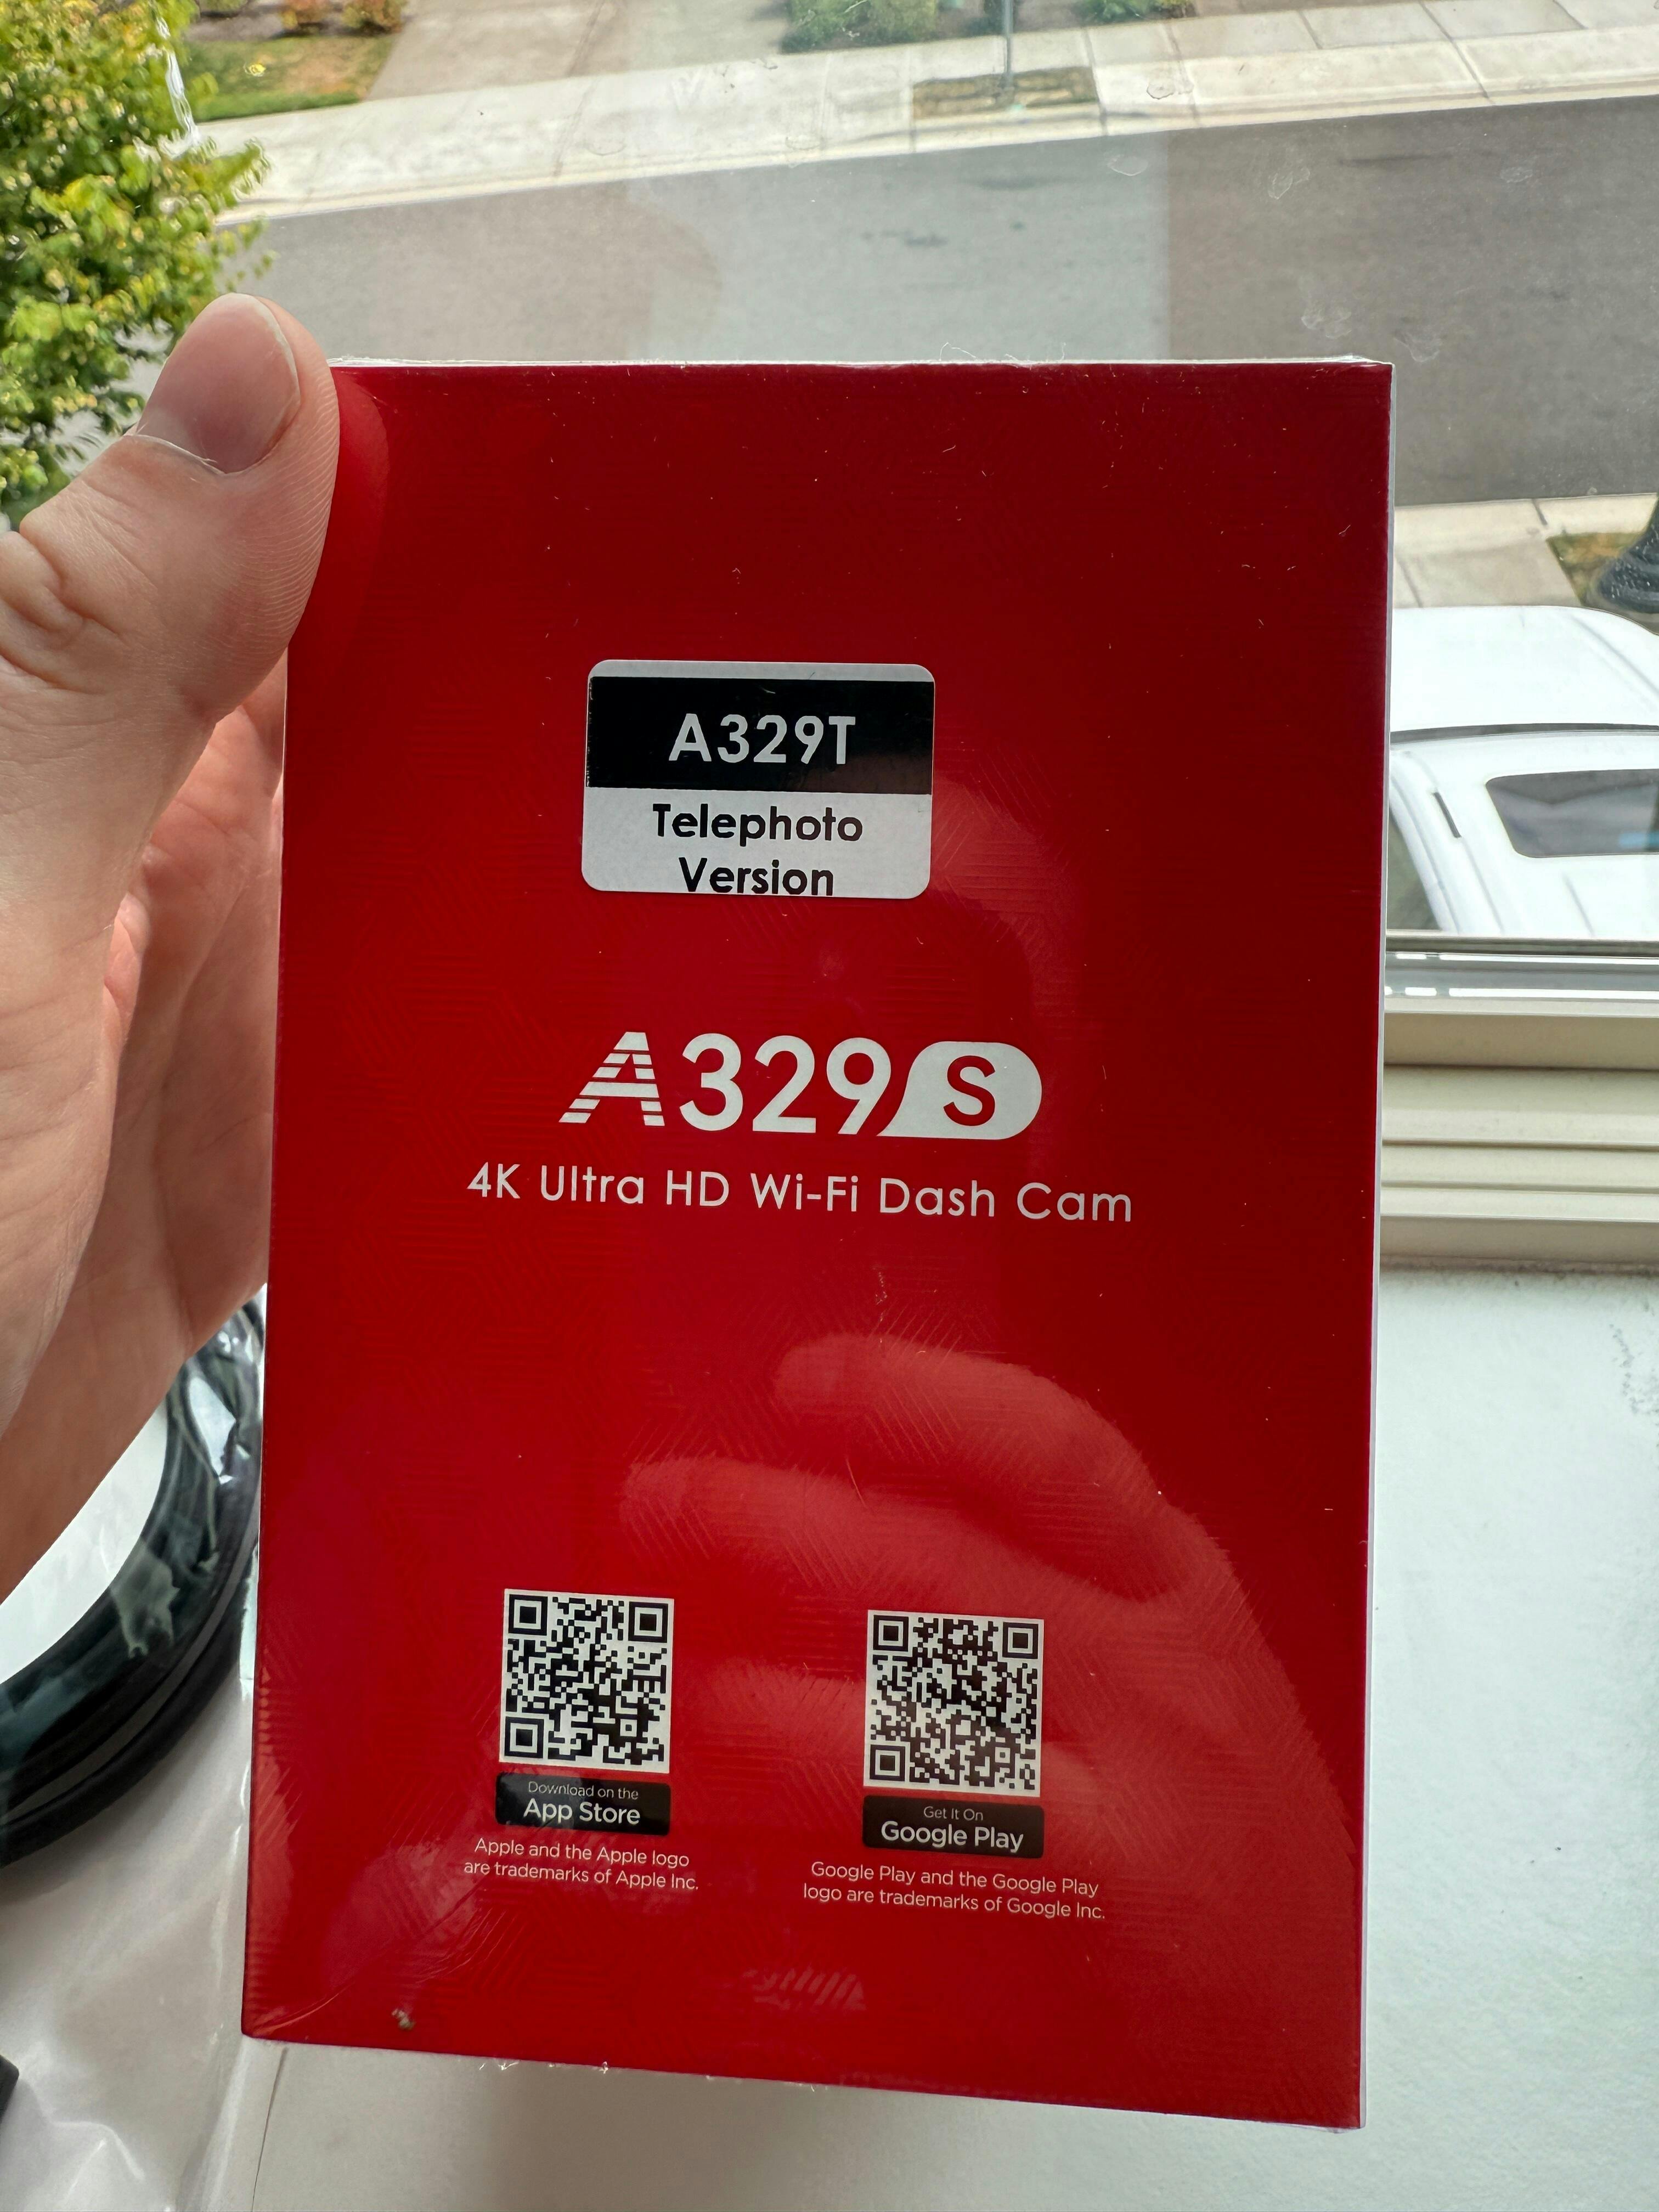 A329T
Telephoto
Version
A329S
4K Ultra HD Wi-Fi Dash Cam
Download on the
App Store
Apple and the Apple logo
are trademarks of Apple Inc.
Get It On
Google Play
Google Play and the Google Play
logo are trademarks of Google Inc.